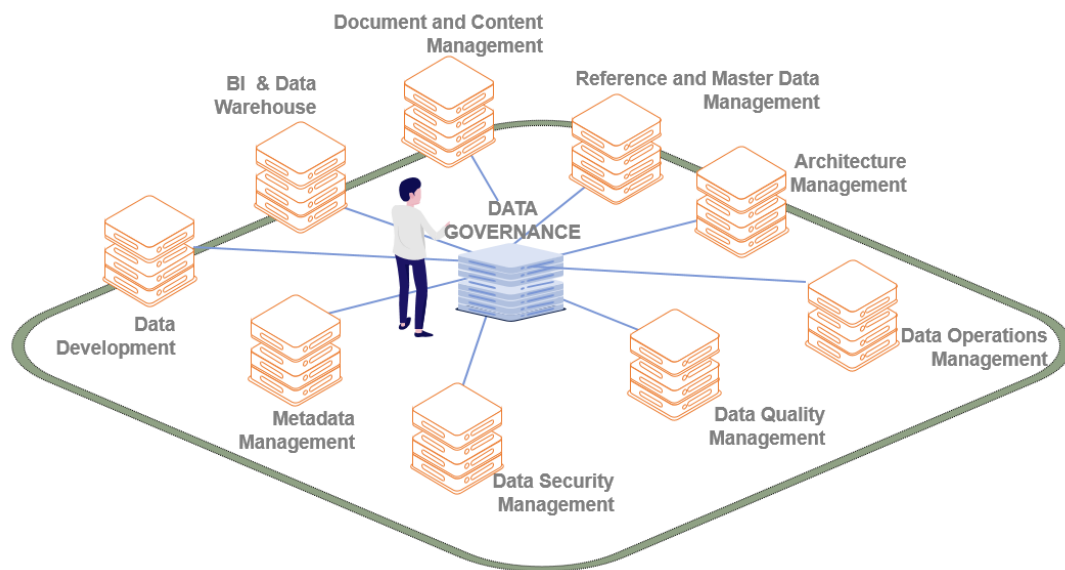 Document and Content
Management
BI & Data
Warehouse
Reference and Master Data
Management
Architecture
Management
DATA
GOVERNANCE
Data
Development
Data Operations
Management
Metadata
Management
Data Quality
Management
Data Security
Management